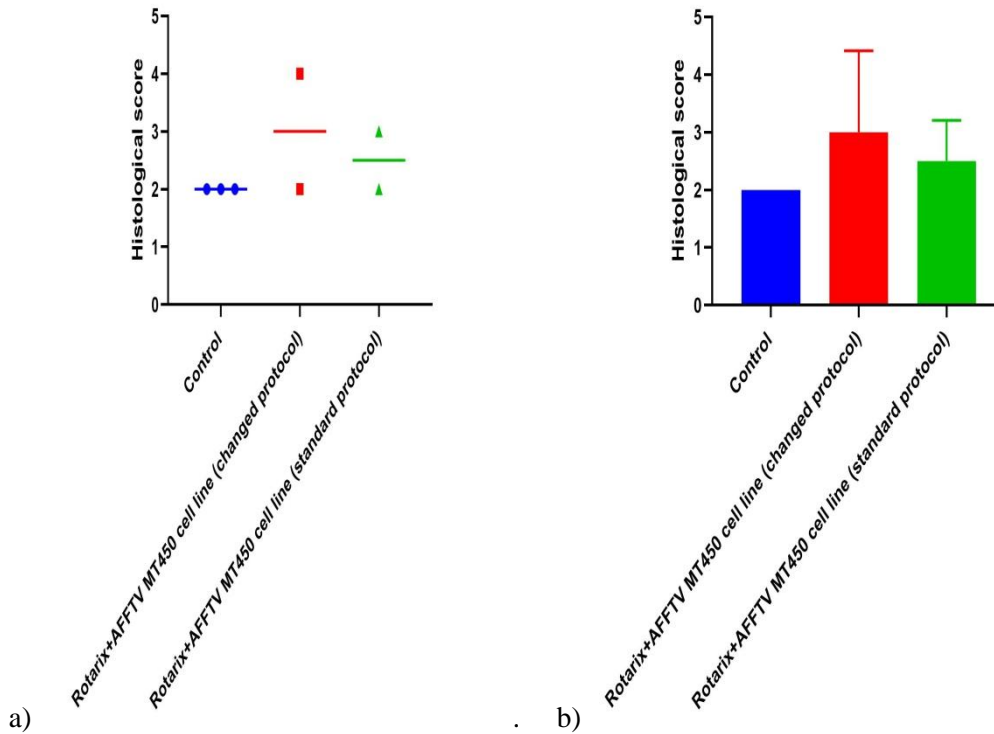 5
4
3
2
1
0
Histological score
Control
Rotarix+AFFTV MT450 cell line (changed protocol)
Rotarix+AFFTV MT450 cell line (standard protocol)
a)
.
5
4
3
2
1
0
Histological score
Control
Rotarix+AFFTV MT450 cell line (changed protocol)
Rotarix+AFFTV MT450 cell line (standard protocol)
b)